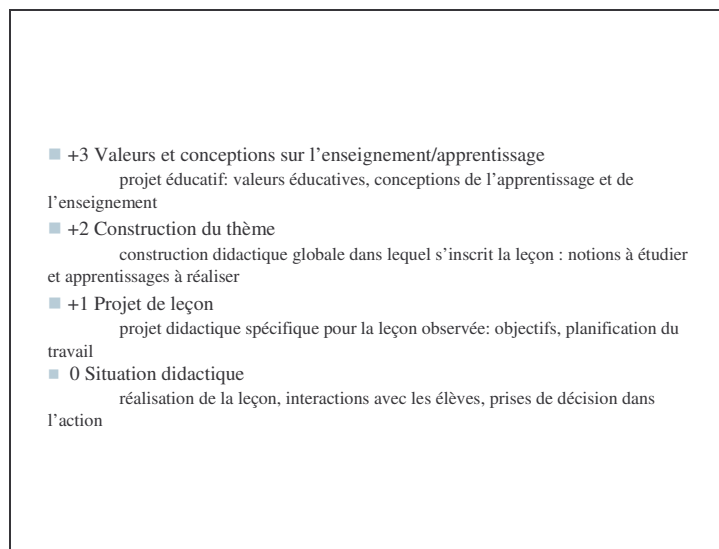 +3 Valeurs et conceptions sur l’enseignement/apprentissage
projet éducatif: valeurs éducatives, conceptions de l’apprentissage et de
l’enseignement
+2 Construction du thème
construction didactique globale dans lequel s’inscrit la leçon : notions à étudier
et apprentissages à réaliser
+1 Projet de leçon
projet didactique spécifique pour la leçon observée: objectifs, planification du
travail
0 Situation didactique
réalisation de la leçon, interactions avec les élèves, prises de décision dans
l’action